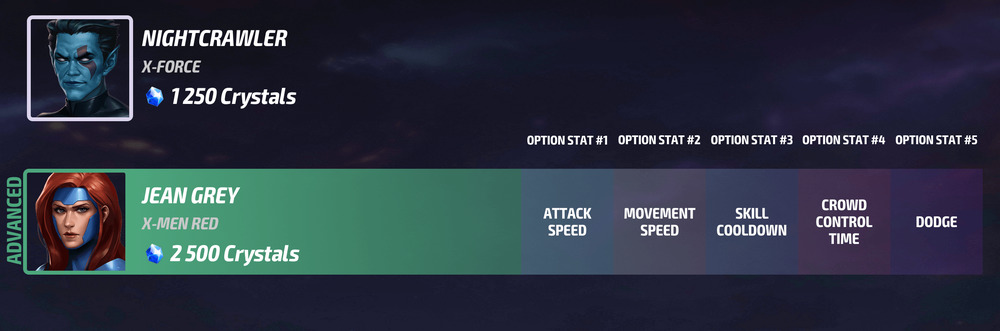 NIGHTCRAWLER
X-FORCE
1 250 Crystals
OPTION STAT #1 OPTION STAT #2 OPTION STAT #3 OPTION STAT #4 OPTION STAT #5
ADVANCED
JEAN GREY
X-MEN RED
2 500 Crystals
ATTACK
SPEED
MOVEMENT
SPEED
SKILL
COOLDOWN
CROWD
CONTROL
TIME
DODGE